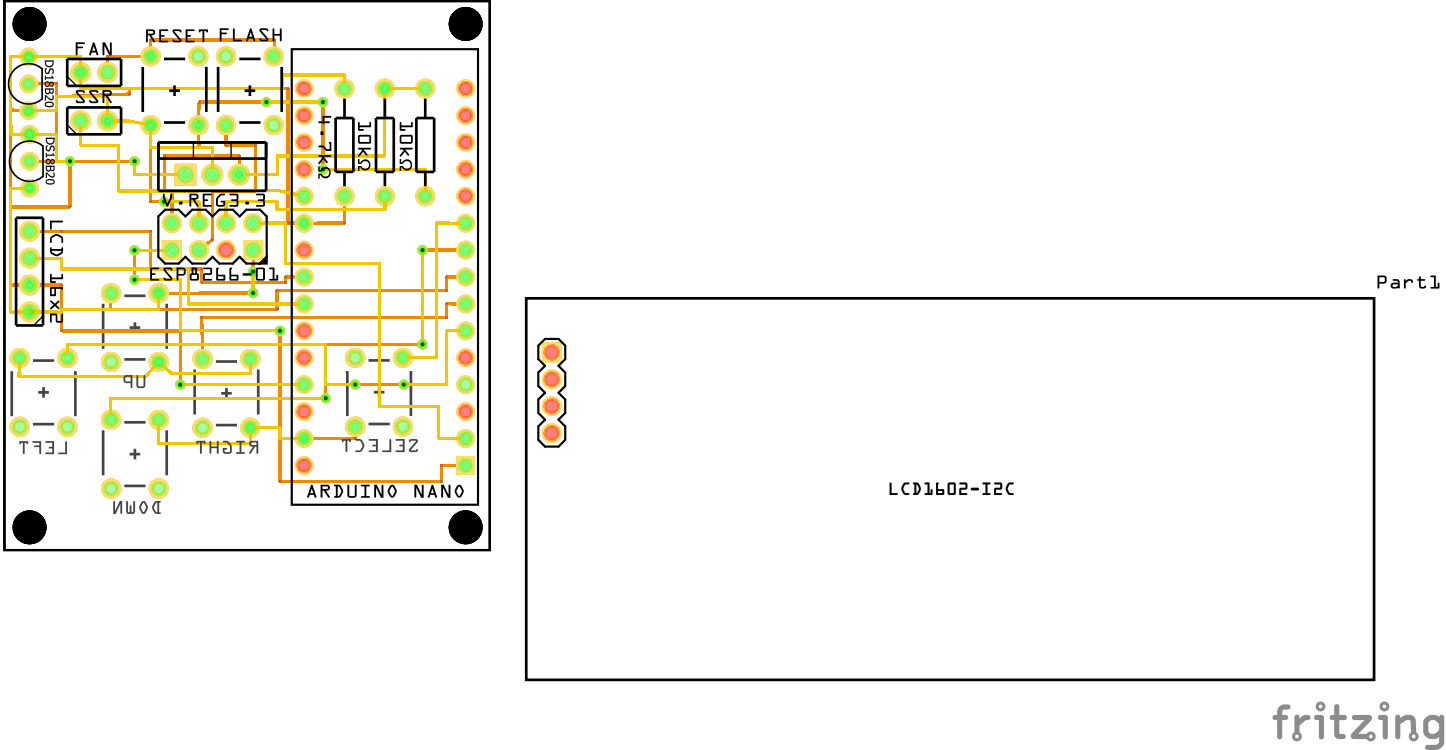 RESET FLASH
FAN
DS18B20
SSR
4.7kΩ
10kΩ
10kΩ
DS18B20
V.REG3.3
LCD 16x2
ESP8266-01
Part1
UP
LEFT
RIGHT
SELECT
ARDUINO NANO
LCD1602-I2C
DOWN
fritzing